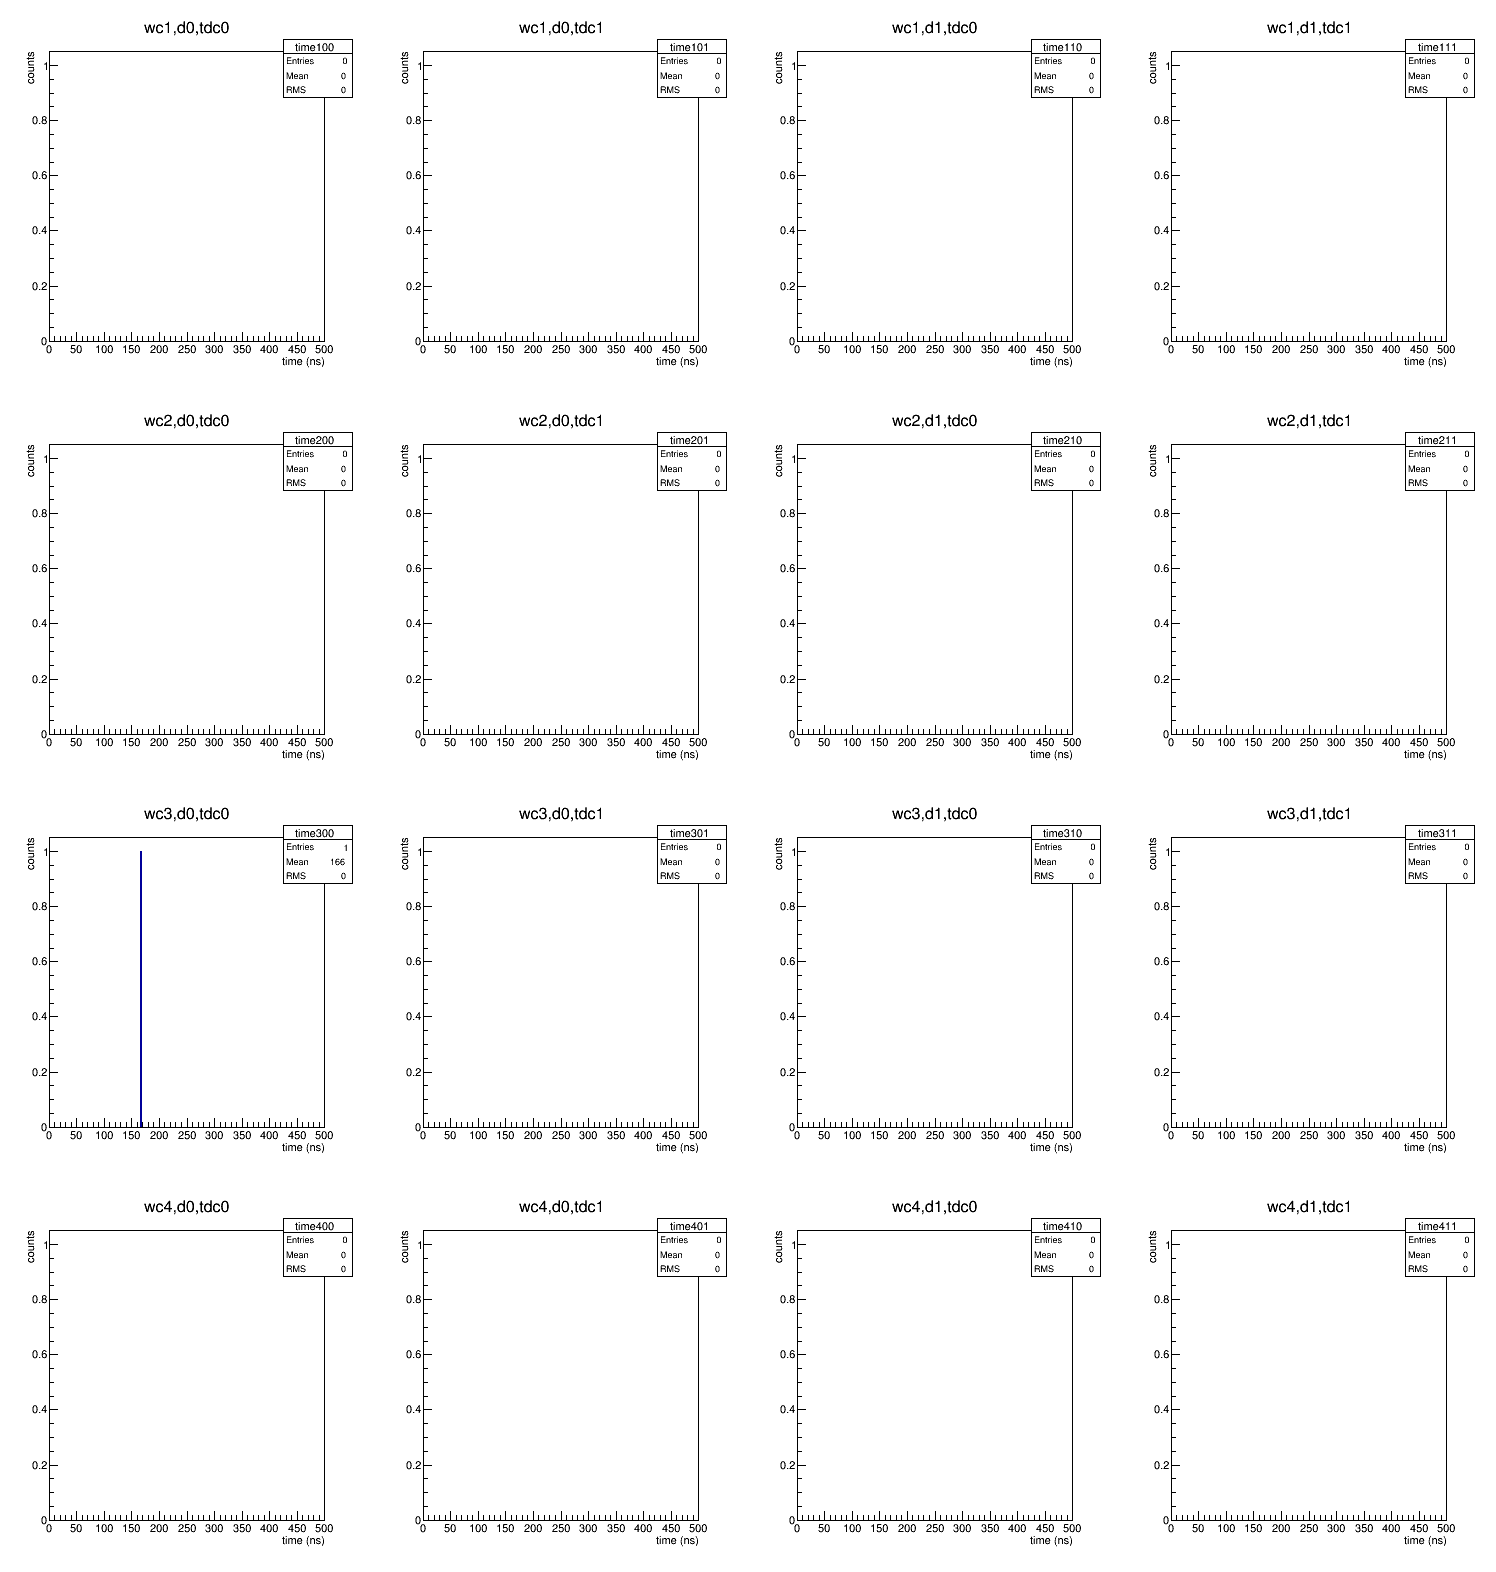 wc1,d0,tdc0
time100
Entries 0
Mean 0
RMS 0
counts
1
0.8
0.6
0.4
0.2
0
0 50 100 150 200 250 300 350 400 450 500
time (ns)
wc1,d0,tdc1
time101
Entries 0
Mean 0
RMS 0
counts
1
0.8
0.6
0.4
0.2
0
0 50 100 150 200 250 300 350 400 450 500
time (ns)
wc1,d1,tdc0
time110
Entries 0
Mean 0
RMS 0
counts
1
0.8
0.6
0.4
0.2
0
0 50 100 150 200 250 300 350 400 450 500
time (ns)
wc1,d1,tdc1
time111
Entries 0
Mean 0
RMS 0
counts
1
0.8
0.6
0.4
0.2
0
0 50 100 150 200 250 300 350 400 450 500
time (ns)
wc2,d0,tdc0
time200
Entries 0
Mean 0
RMS 0
counts
1
0.8
0.6
0.4
0.2
0
0 50 100 150 200 250 300 350 400 450 500
time (ns)
wc2,d0,tdc1
time201
Entries 0
Mean 0
RMS 0
counts
1
0.8
0.6
0.4
0.2
0
0 50 100 150 200 250 300 350 400 450 500
time (ns)
wc2,d1,tdc0
time210
Entries 0
Mean 0
RMS 0
counts
1
0.8
0.6
0.4
0.2
0
0 50 100 150 200 250 300 350 400 450 500
time (ns)
wc2,d1,tdc1
time211
Entries 0
Mean 0
RMS 0
counts
1
0.8
0.6
0.4
0.2
0
0 50 100 150 200 250 300 350 400 450 500
time (ns)
wc3,d0,tdc0
time300
Entries 1
Mean 166
RMS 0
counts
1
0.8
0.6
0.4
0.2
0
0 50 100 150 200 250 300 350 400 450 500
time (ns)
wc3,d0,tdc1
time301
Entries 0
Mean 0
RMS 0
counts
1
0.8
0.6
0.4
0.2
0
0 50 100 150 200 250 300 350 400 450 500
time (ns)
wc3,d1,tdc0
time310
Entries 0
Mean 0
RMS 0
counts
1
0.8
0.6
0.4
0.2
0
0 50 100 150 200 250 300 350 400 450 500
time (ns)
wc3,d1,tdc1
time311
Entries 0
Mean 0
RMS 0
counts
1
0.8
0.6
0.4
0.2
0
0 50 100 150 200 250 300 350 400 450 500
time (ns)
wc4,d0,tdc0
time400
Entries 0
Mean 0
RMS 0
counts
1
0.8
0.6
0.4
0.2
0
0 50 100 150 200 250 300 350 400 450 500
time (ns)
wc4,d0,tdc1
time401
Entries 0
Mean 0
RMS 0
counts
1
0.8
0.6
0.4
0.2
0
0 50 100 150 200 250 300 350 400 450 500
time (ns)
wc4,d1,tdc0
time410
Entries 0
Mean 0
RMS 0
counts
1
0.8
0.6
0.4
0.2
0
0 50 100 150 200 250 300 350 400 450 500
time (ns)
wc4,d1,tdc1
time411
Entries 0
Mean 0
RMS 0
counts
1
0.8
0.6
0.4
0.2
0
0 50 100 150 200 250 300 350 400 450 500
time (ns)